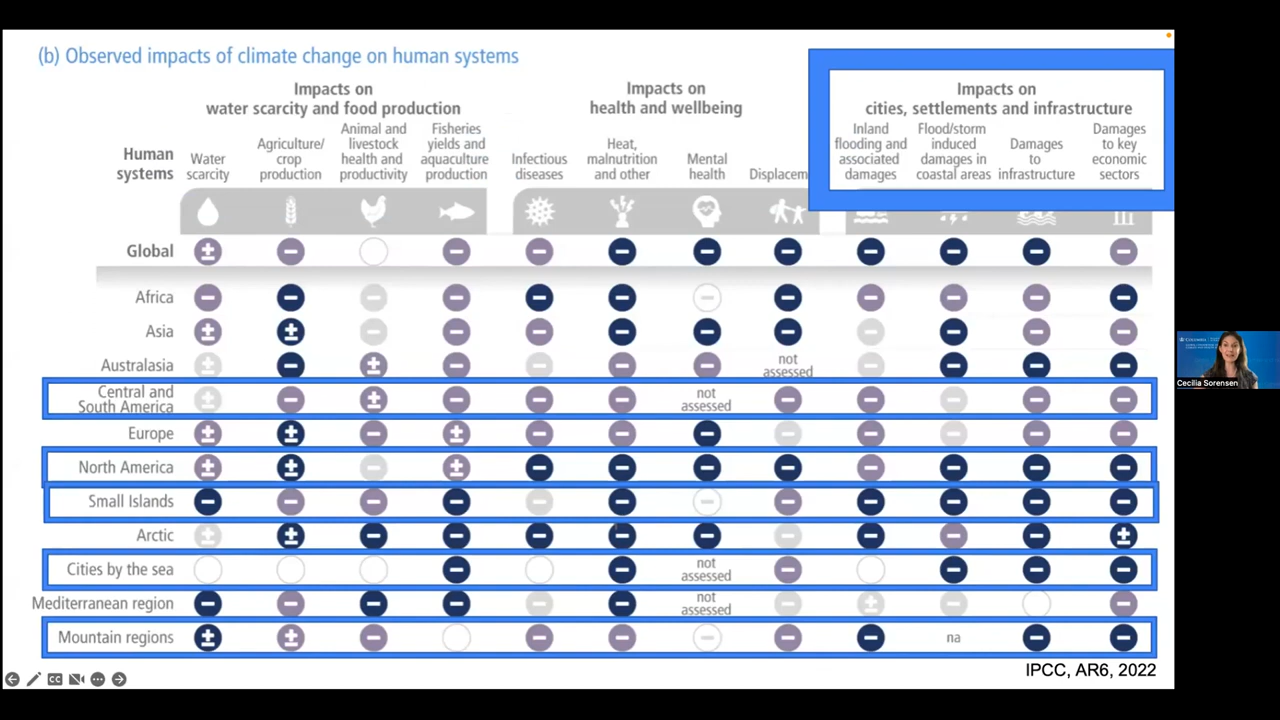 (b) Observed impacts of climate change on human systems
Impacts on
water scarcity and food production
Impacts on
health and wellbeing
Impacts on
cities, settlements and infrastructure
Human
systems
Water
scarcity
Agriculture/
crop
production
Animal and
livestock
health and
productivity
Fisheries
yields and
aquaculture
production
Infectious
diseases
Heat,
malnutrition
and other
Mental
health
Displacem
Inland
flooding and
associated
damages
Flood/storm
induced
damages in
coastal areas
Damages
to
infrastructure
Damages
to key
economic
sectors
Global ± − − − − − − − − − −
Africa − − − − − − − − − − − −
Asia ± ± − − − − − − − − − −
Australasia ± − ± − − − − not assessed − − − −
Central and
South America ± − ± − − − not assessed − − − − −
Europe ± ± − ± − − − − − − − −
North America ± ± − ± − − − − − − − −
Small Islands − − − − − − − − − − − −
Arctic ± ± − − − − − − − − − ±
Cities by the sea − − not assessed − − − −
Mediterranean region − − − − − − not assessed − ± − −
Mountain regions ± ± − − − − − − na − −
IPCC, AR6, 2022
CC
Cecilia Sorensen